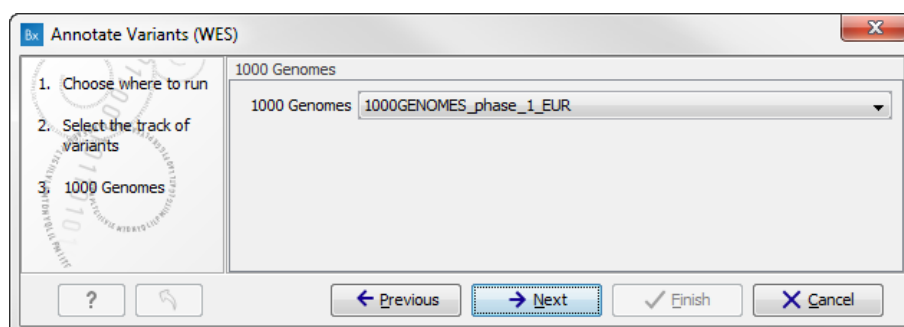 Bx Annotate Variants (WES)
1. Choose where to run
2. Select the track of
variants
3. 1000 Genomes
1000 Genomes
1000 Genomes 1000GENOMES_phase_1_EUR
?
Previous
Next
Finish
Cancel